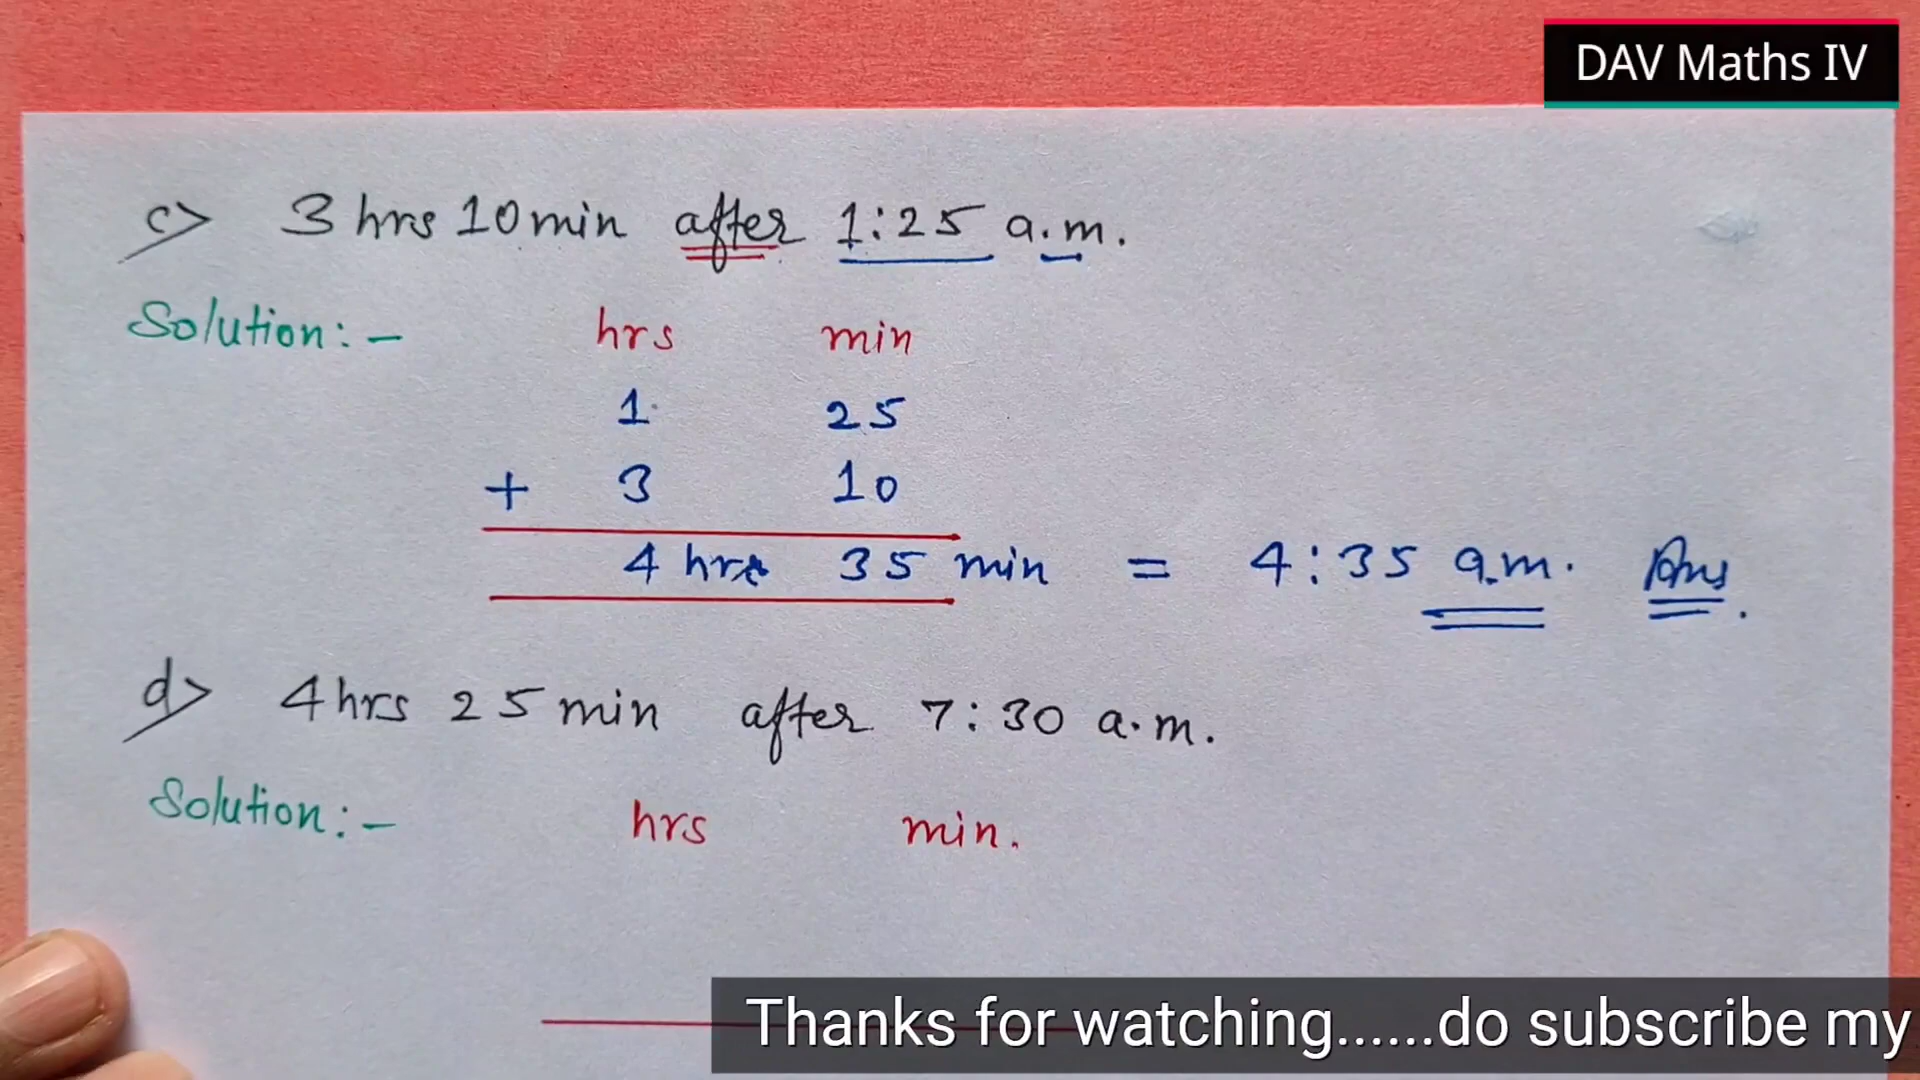 DAV Maths IV
c> 3 hrs 10 min after 1:25 a.m.
Solution:- hrs min
1 25
+ 3 10
4 hrs 35 min = 4:35 a.m. Ans.
d> 4 hrs 25 min after 7:30 a.m.
Solution:- hrs min.
Thanks for watching......do subscribe my